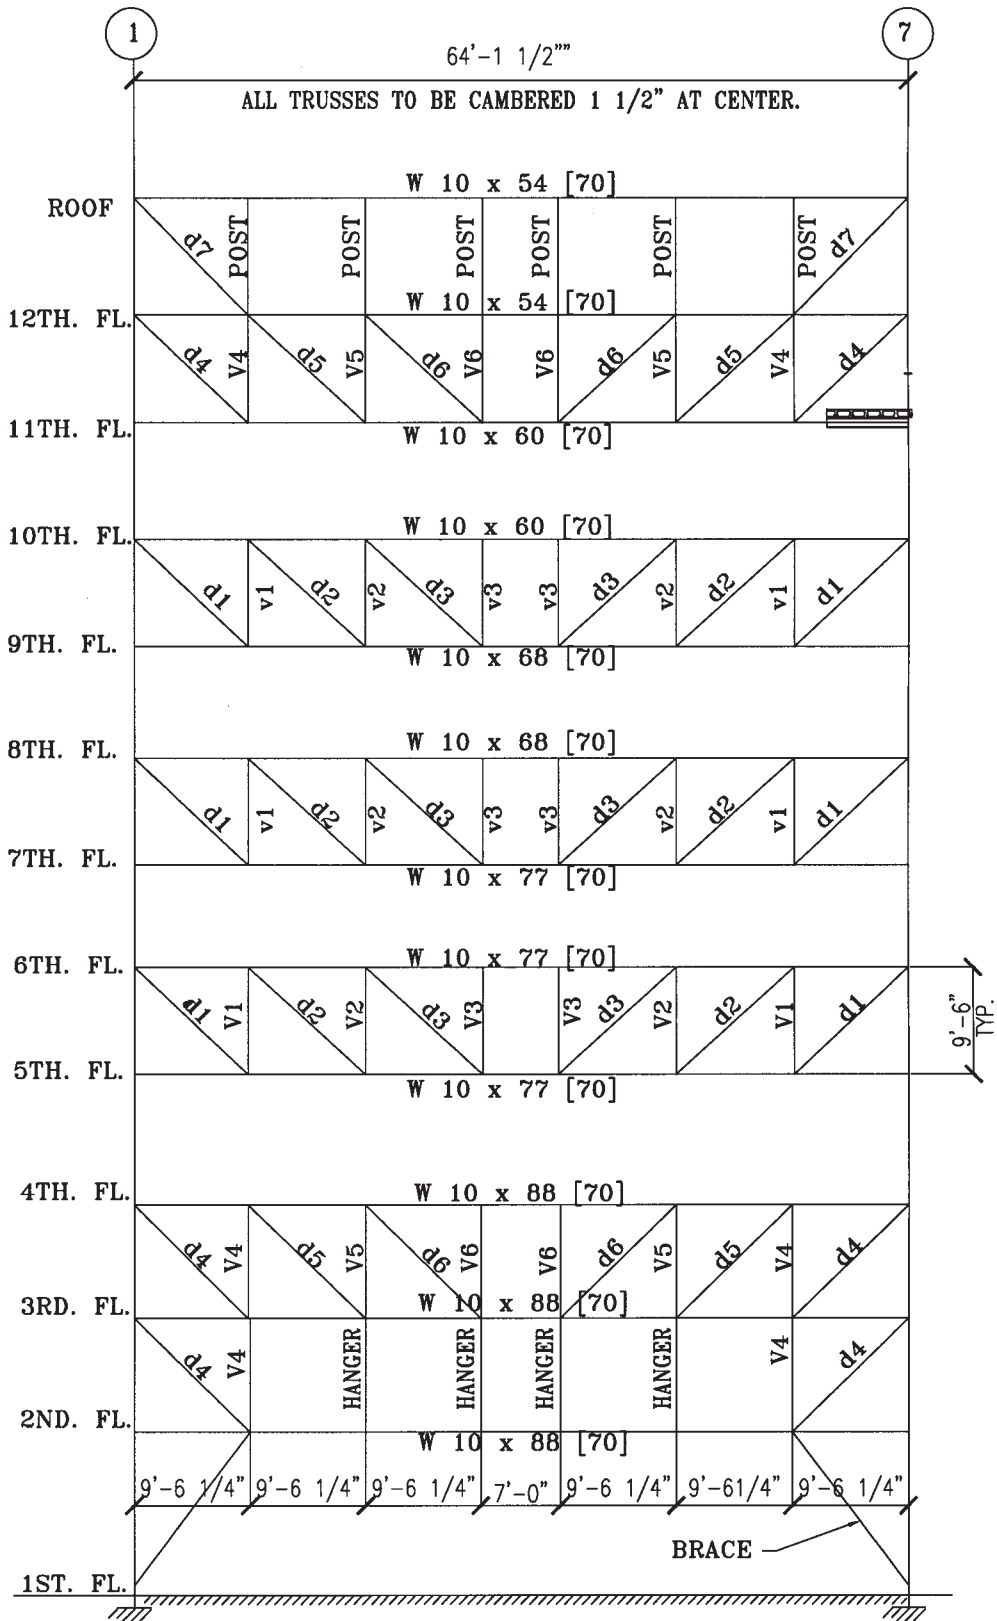 1
7
64'-1 1/2""
ALL TRUSSES TO BE CAMBERED 1 1/2" AT CENTER.
W 10 x 54 [70]
ROOF
d7 POST POST POST POST POST POST d7
W 10 x 54 [70]
12TH. FL.
d4 V4 d5 V5 d6 V6 V6 d6 V5 d5 V4 d4
11TH. FL.
W 10 x 60 [70]
W 10 x 60 [70]
10TH. FL.
d1 v1 d2 v2 d3 v3 v3 d3 v2 d2 v1 d1
9TH. FL.
W 10 x 68 [70]
W 10 x 68 [70]
8TH. FL.
d1 v1 d2 v2 d3 v3 v3 d3 v2 d2 v1 d1
7TH. FL.
W 10 x 77 [70]
W 10 x 77 [70]
6TH. FL.
d1 V1 d2 V2 d3 V3 V3 d3 V2 d2 V1 d1
9'-6"
TYP.
5TH. FL.
W 10 x 77 [70]
W 10 x 88 [70]
4TH. FL.
d4 V4 d5 V5 d6 V6 V6 d6 V5 d5 V4 d4
W 10 x 88 [70]
3RD. FL.
d4 V4 HANGER HANGER HANGER HANGER V4 d4
2ND. FL.
W 10 x 88 [70]
9'-6 1/4" 9'-6 1/4" 9'-6 1/4" 7'-0" 9'-6 1/4" 9'-61/4" 9'-6 1/4"
BRACE
1ST. FL.